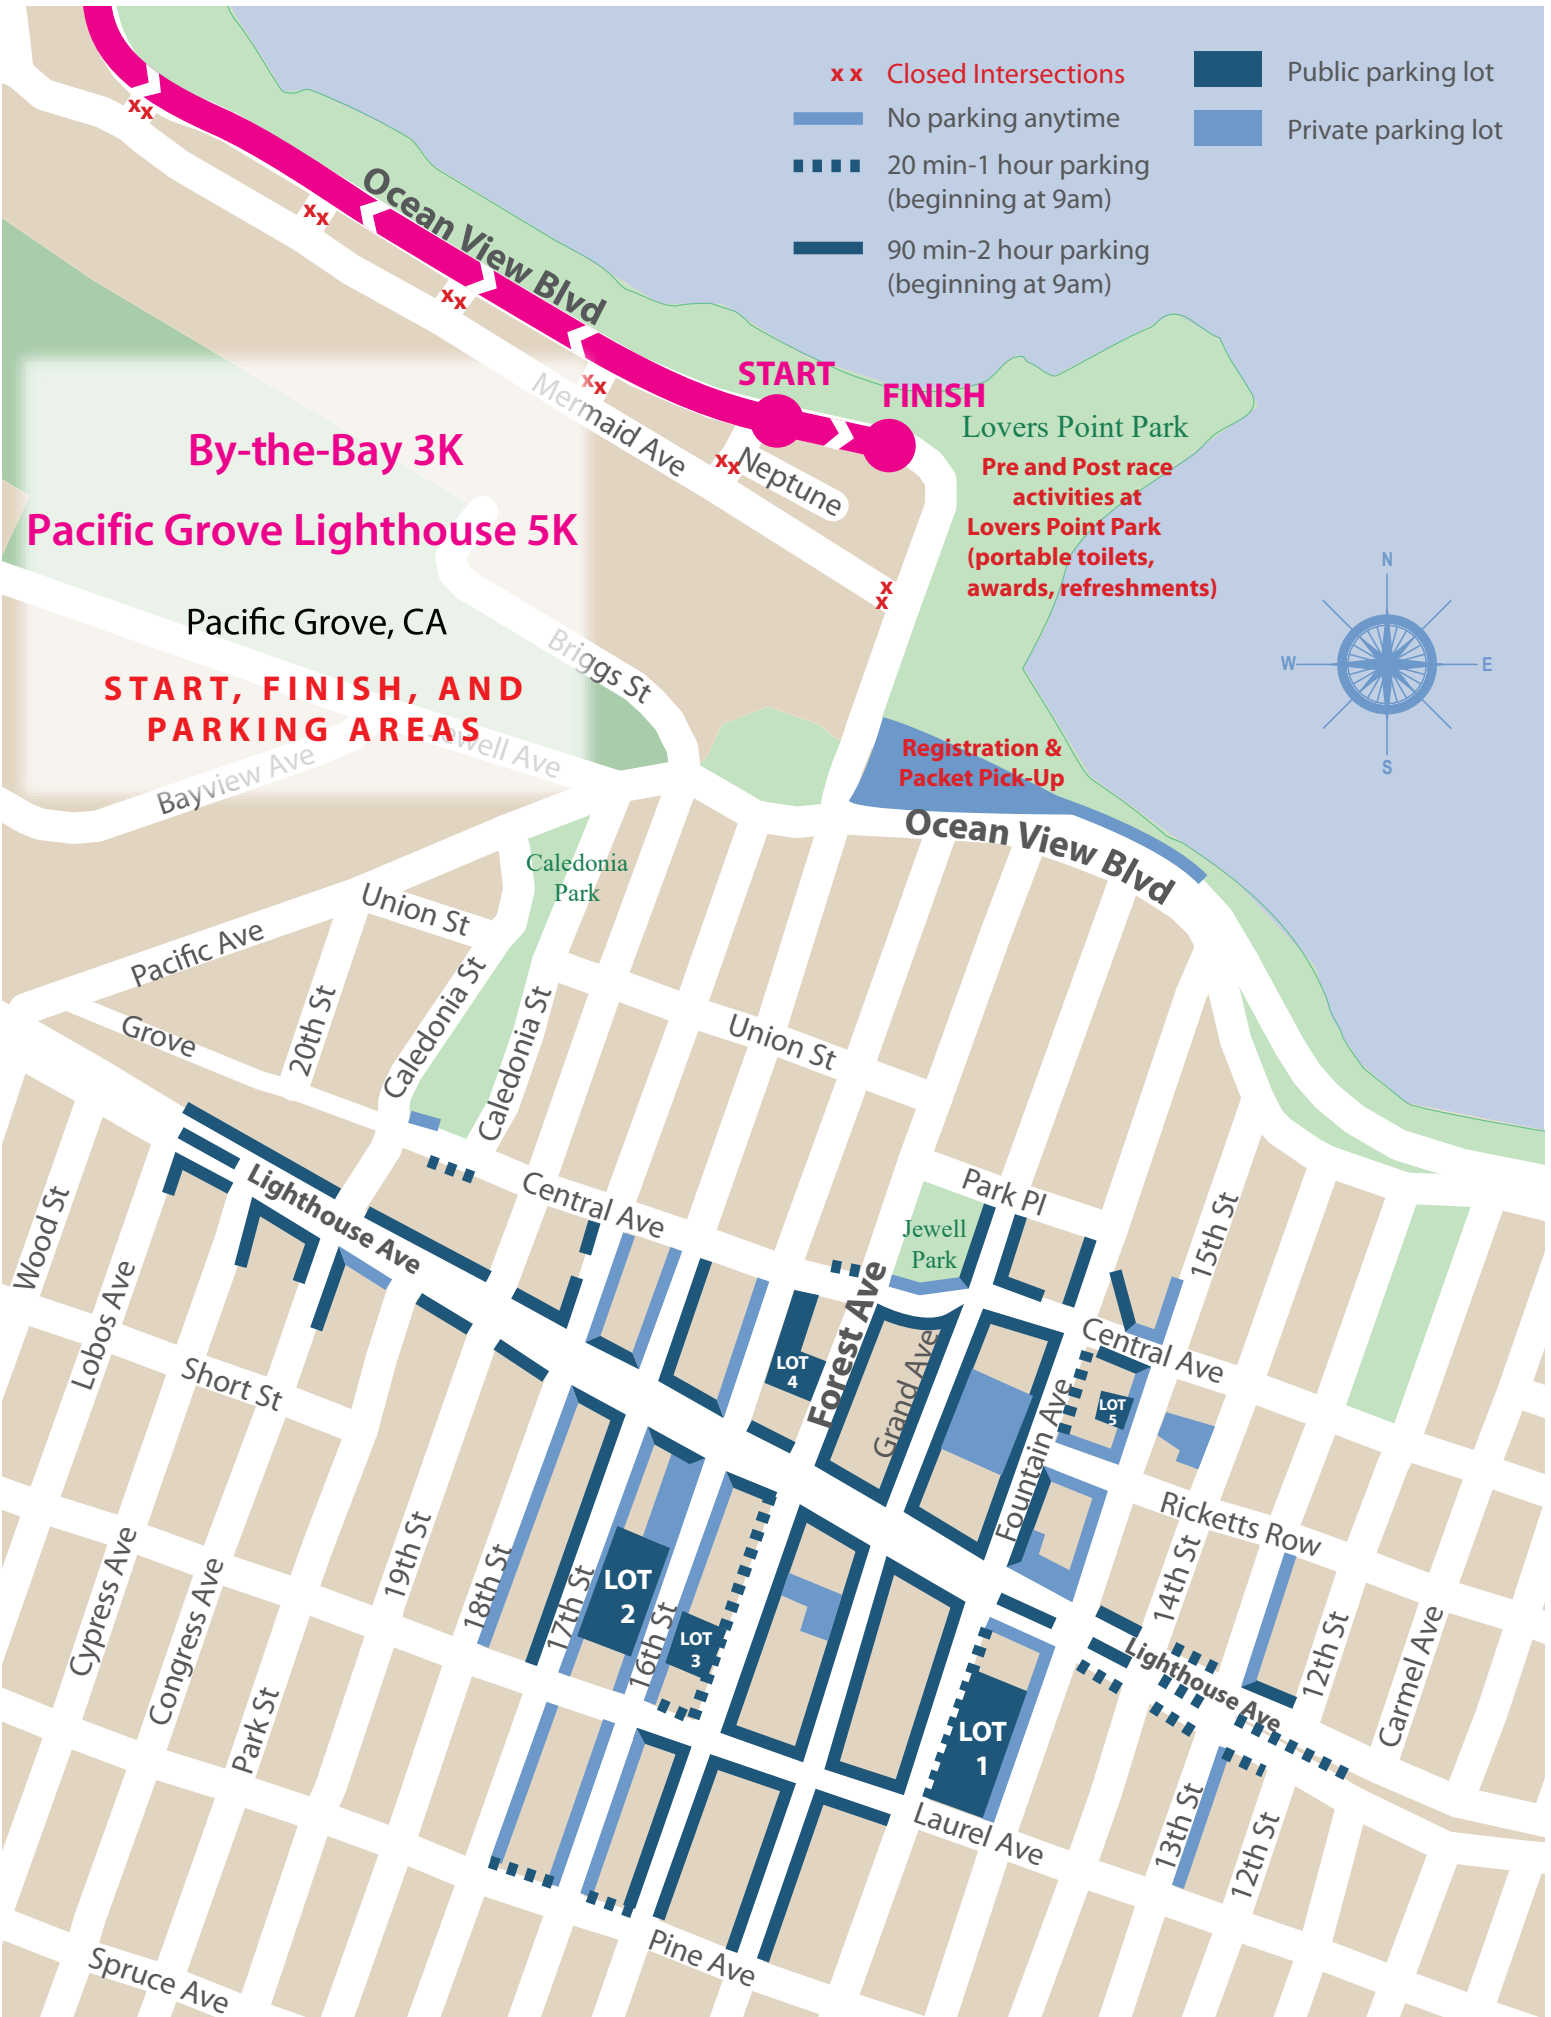 x x Closed Intersections
No parking anytime
20 min-1 hour parking
(beginning at 9am)
90 min-2 hour parking
(beginning at 9am)
Public parking lot
Private parking lot
xx
xx
xx
xx
xx
x
x
Ocean View Blvd
START
FINISH
Mermaid Ave
Neptune
Lovers Point Park
Pre and Post race
activities at
Lovers Point Park
(portable toilets,
awards, refreshments)
By-the-Bay 3K
Pacific Grove Lighthouse 5K
Pacific Grove, CA
START, FINISH, AND
PARKING AREAS
N
W
E
S
Briggs St
Jewell Ave
Bayview Ave
Registration &
Packet Pick-Up
Ocean View Blvd
Caledonia
Park
Union St
Pacific Ave
20th St
Caledonia St
Caledonia St
Grove
Union St
Lighthouse Ave
Central Ave
Park Pl
Jewell
Park
15th St
Wood St
Lobos Ave
Short St
Forest Ave
Grand Ave
Fountain Ave
Central Ave
LOT
4
LOT
5
Ricketts Row
Cypress Ave
Congress Ave
Park St
19th St
18th St
17th St
16th St
LOT
2
LOT
3
LOT
1
14th St
Lighthouse Ave
12th St
Carmel Ave
13th St
12th St
Laurel Ave
Pine Ave
Spruce Ave